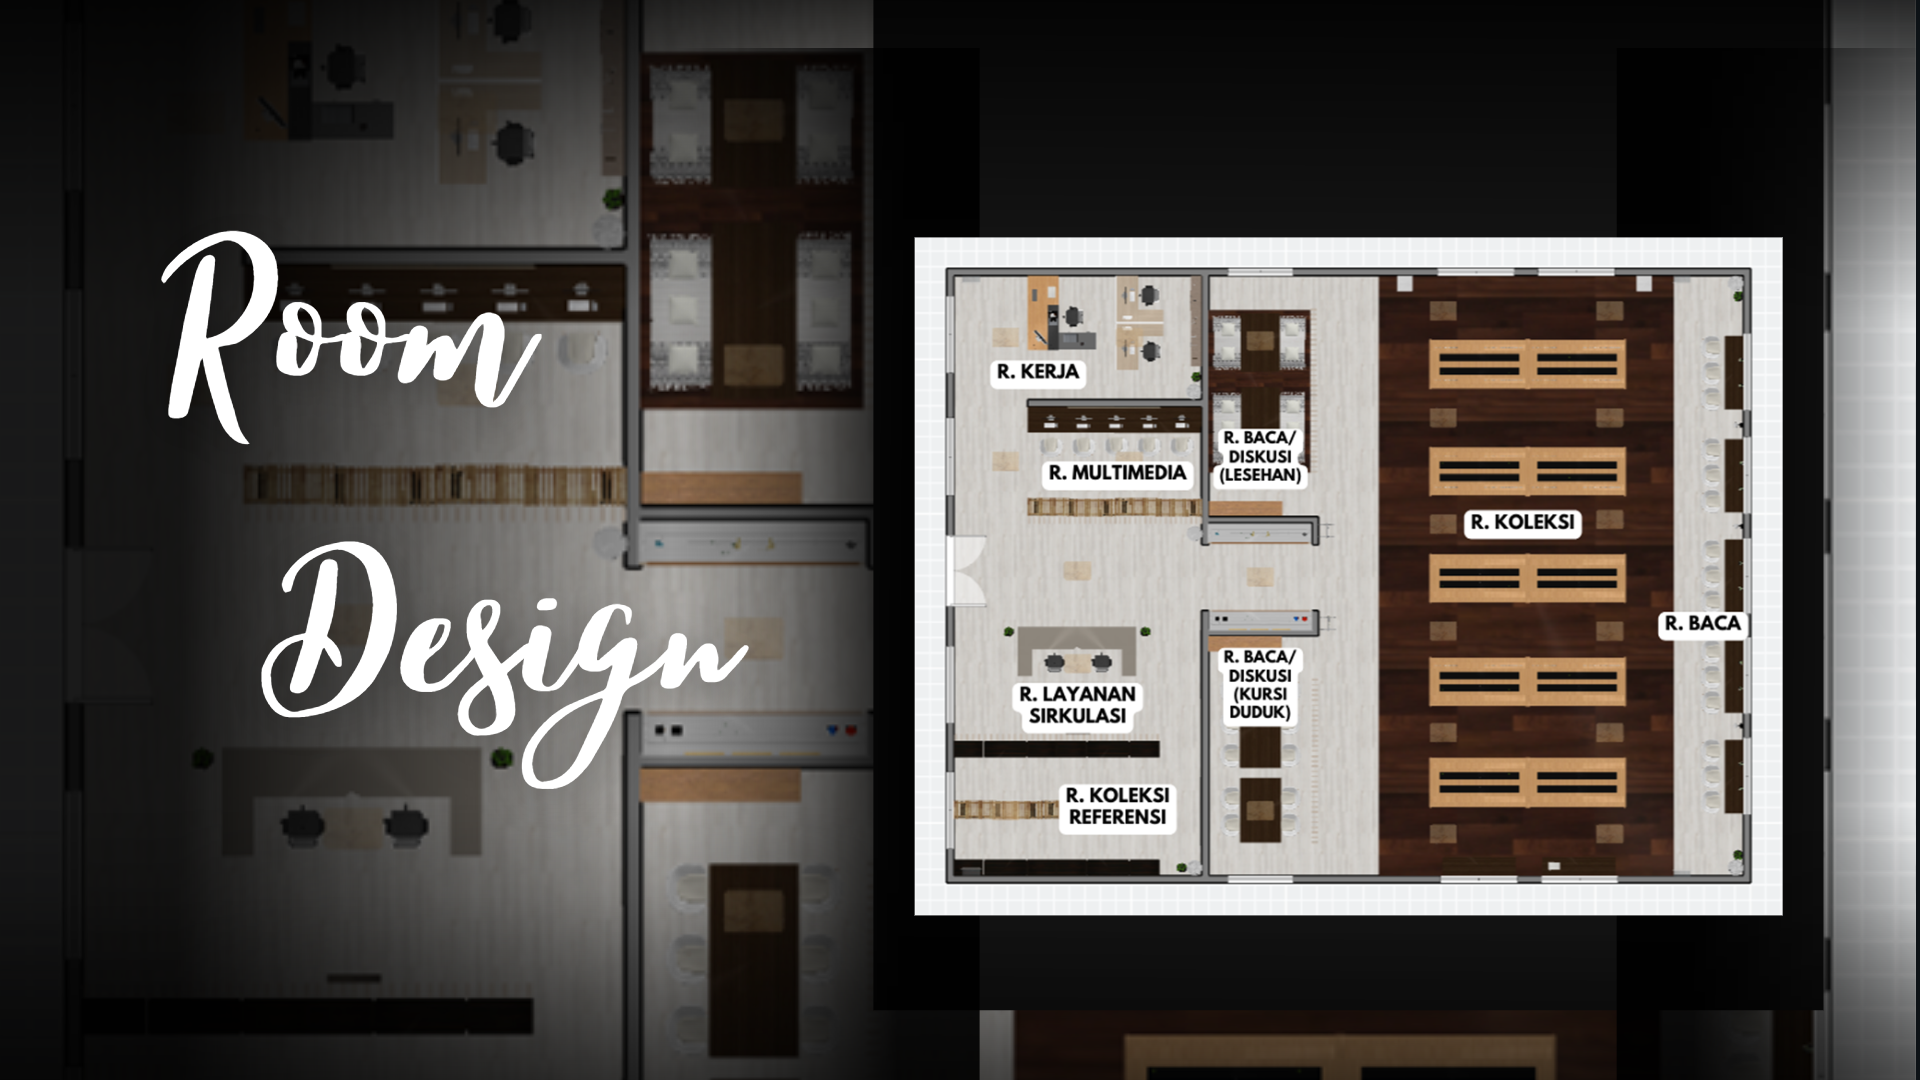 Room
Design
R. KERJA
R. MULTIMEDIA
R. BACA/
DISKUSI
(LESEHAN)
R. KOLEKSI
R. BACA
R. LAYANAN
SIRKULASI
R. BACA/
DISKUSI
(KURSI
DUDUK)
R. KOLEKSI
REFERENSI